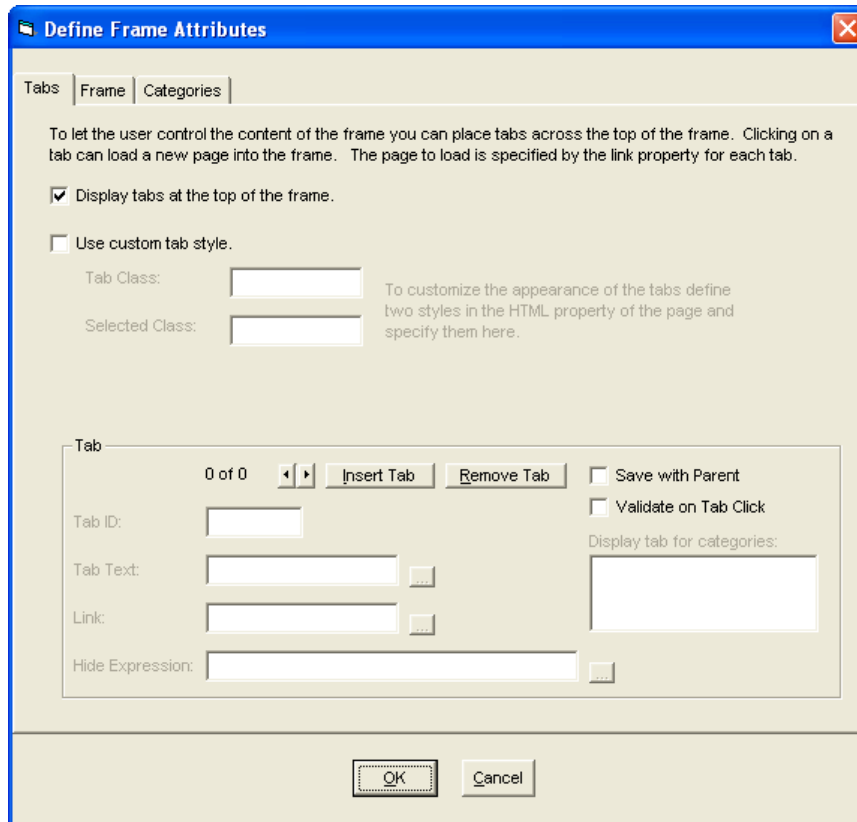 Define Frame Attributes
Tabs Frame Categories
To let the user control the content of the frame you can place tabs across the top of the frame. Clicking on a
tab can load a new page into the frame. The page to load is specified by the link property for each tab.
Display tabs at the top of the frame.
Use custom tab style.
Tab Class:
Selected Class:
To customize the appearance of the tabs define
two styles in the HTML property of the page and
specify them here.
Tab
0 of 0 Insert Tab Remove Tab Save with Parent
Validate on Tab Click
Tab ID:
Display tab for categories:
Tab Text: ...
Link: ...
Hide Expression: ...
OK Cancel